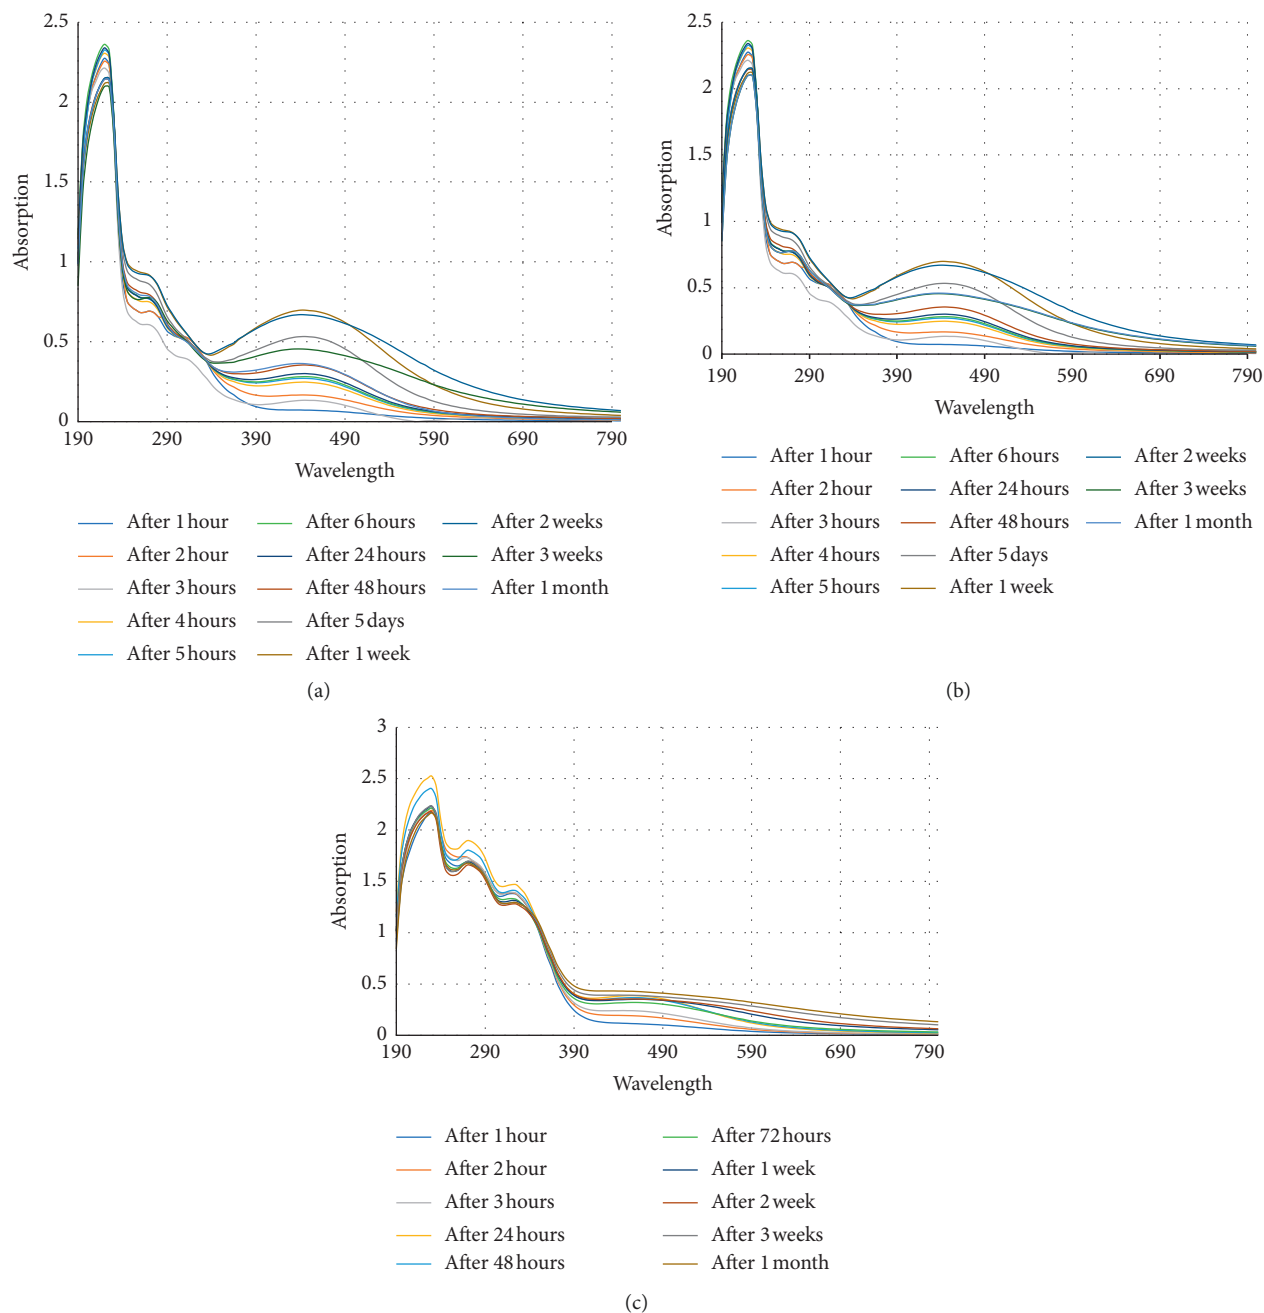 2.5
2
1.5
1
0.5
0
Absorption
190 290 390 490 590 690 790
Wavelength
After 1 hour After 6 hours After 2 weeks
After 2 hour After 24 hours After 3 weeks
After 3 hours After 48 hours After 1 month
After 4 hours After 5 days
After 5 hours After 1 week
(a)
2.5
2
1.5
1
0.5
0
Absorption
190 290 390 490 590 690 790
Wavelength
After 1 hour After 6 hours After 2 weeks
After 2 hour After 24 hours After 3 weeks
After 3 hours After 48 hours After 1 month
After 4 hours After 5 days
After 5 hours After 1 week
(b)
3
2.5
2
1.5
1
0.5
0
Absorption
190 290 390 490 590 690 790
Wavelength
After 1 hour After 72 hours
After 2 hour After 1 week
After 3 hours After 2 week
After 24 hours After 3 weeks
After 48 hours After 1 month
(c)